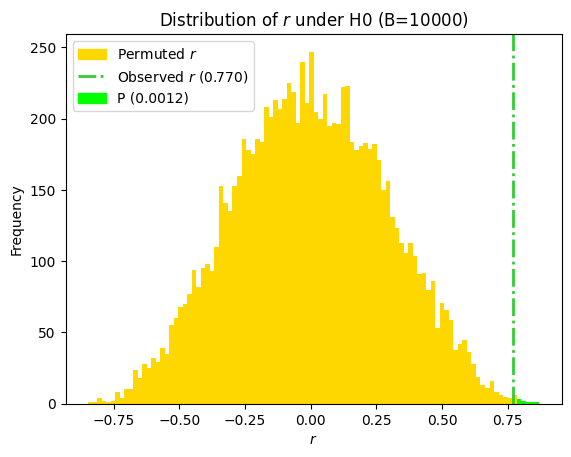 Distribution of r under H0 (B=10000)
Permuted r
Observed r (0.770)
P (0.0012)
Frequency
250
200
150
100
50
0
−0.75 −0.50 −0.25 0.00 0.25 0.50 0.75
r